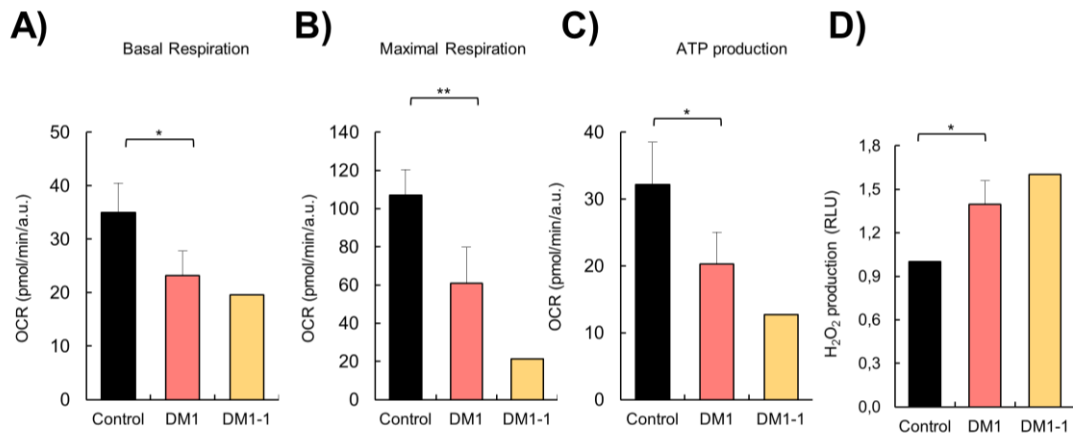 A)
Basal Respiration
*
OCR (pmol/min/a.u.)
50
40
30
20
10
0
Control DM1 DM1-1
B)
Maximal Respiration
**
OCR (pmol/min/a.u.)
140
120
100
80
60
40
20
0
Control DM1 DM1-1
C)
ATP production
*
OCR (pmol/min/a.u.)
40
30
20
10
0
Control DM1 DM1-1
D)
*
H₂O₂ production (RLU)
1,8
1,5
1,2
0,9
0,6
0,3
0,0
Control DM1 DM1-1